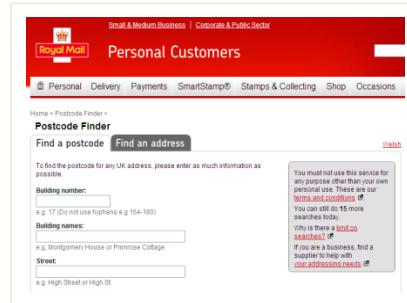 Small & Medium Business | Corporate & Public Sector
Royal Mail
Personal Customers
Personal Delivery Payments SmartStamp® Stamps & Collecting Shop Occasions
Home > Postcode Finder >
Postcode Finder
Find a postcode Find an address
Welsh
To find the postcode for any UK address, please enter as much information as
possible.
Building number:
e.g. 17 (Do not use hyphens e.g 164-180)
Building names:
e.g. Montgomery House or Primrose Cottage
Street:
e.g. High Street or High St
You must not use this service for
any purpose other than your own
personal use. These are our
terms and conditions
You can still do 15 more
searches today.
Why is there a limit on
searches?
If you are a business, find a
supplier to help with
your addressing needs